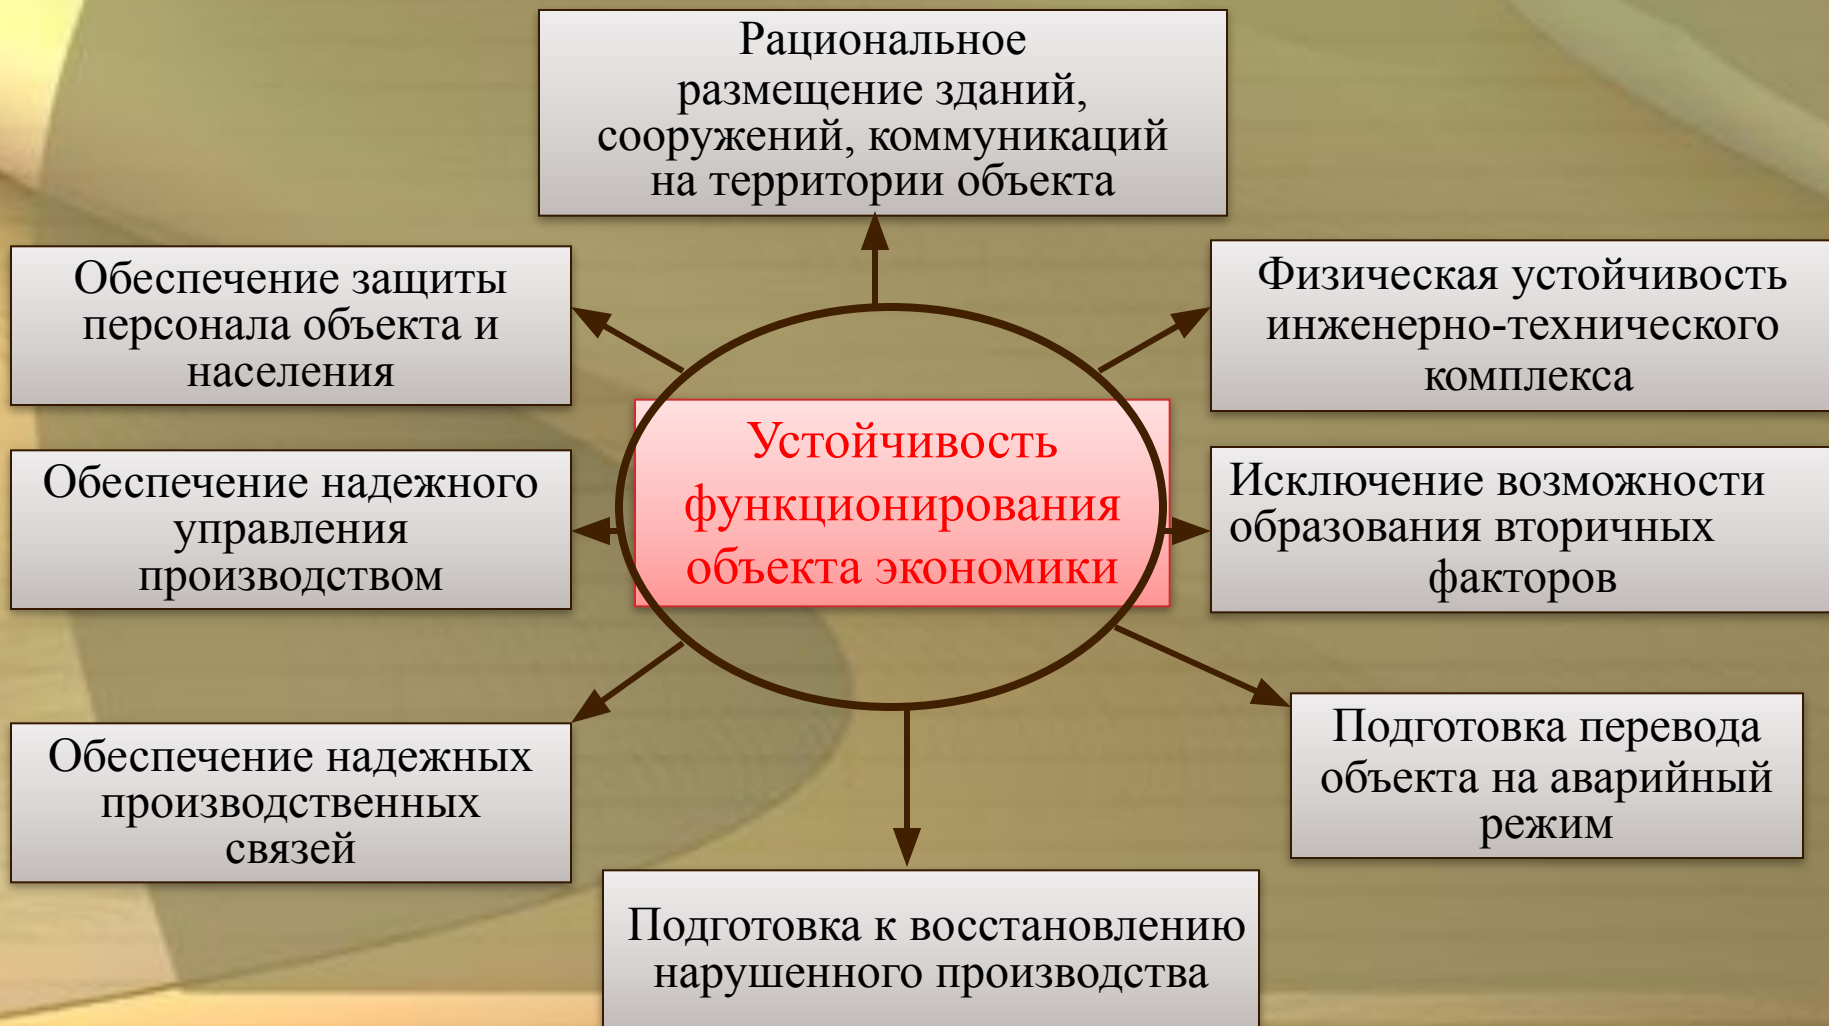 Рациональное
размещение зданий,
сооружений, коммуникаций
на территории объекта
Обеспечение защиты
персонала объекта и
населения
Физическая устойчивость
инженерно-технического
комплекса
Устойчивость
функционирования
объекта экономики
Обеспечение надежного
управления
производством
Исключение возможности
образования вторичных
факторов
Обеспечение надежных
производственных
связей
Подготовка перевода
объекта на аварийный
режим
Подготовка к восстановлению
нарушенного производства